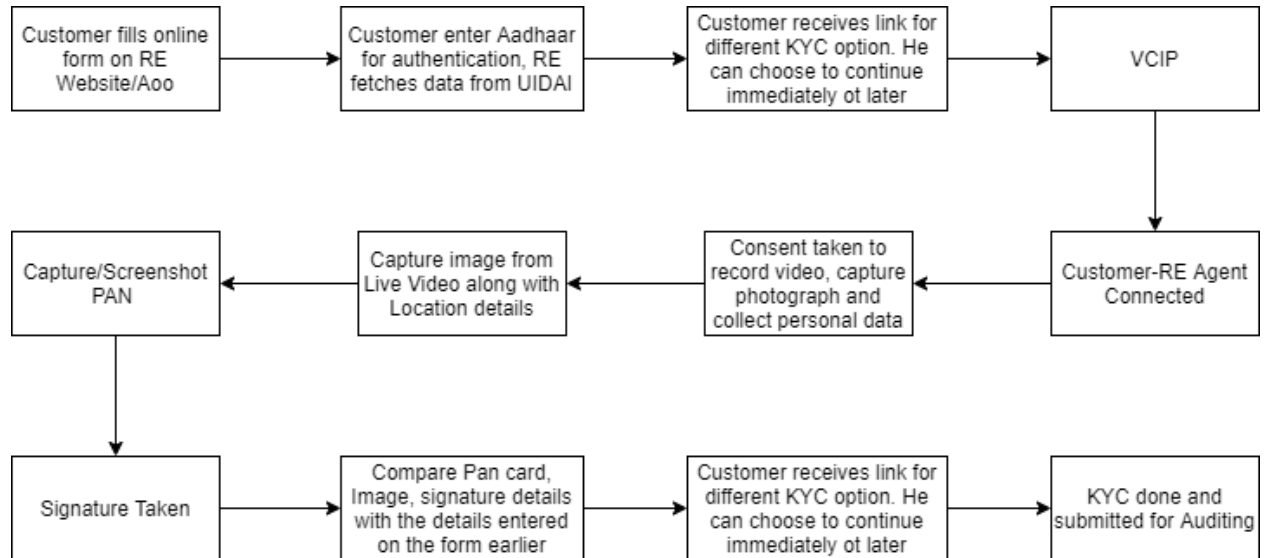 Customer fills online
form on RE
Website/Aoo
Customer enter Aadhaar
for authentication, RE
fetches data from UIDAI
Customer receives link for
different KYC option. He
can choose to continue
immediately ot later
VCIP
Customer-RE Agent
Connected
Consent taken to
record video, capture
photograph and
collect personal data
Capture image from
Live Video along with
Location details
Capture/Screenshot
PAN
Signature Taken
Compare Pan card,
Image, signature details
with the details entered
on the form earlier
Customer receives link for
different KYC option. He
can choose to continue
immediately ot later
KYC done and
submitted for Auditing